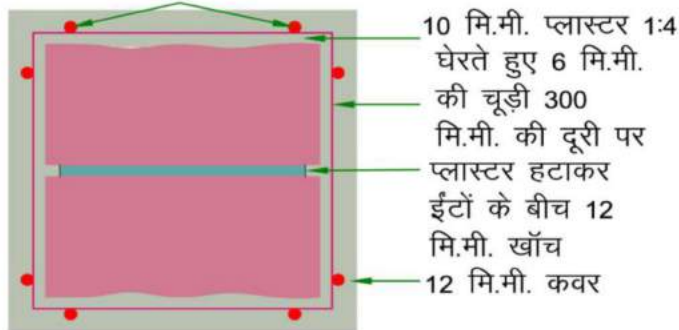 10 मि.मी. प्लास्टर 1:4
घेरते हुए 6 मि.मी.
की चूड़ी 300
मि.मी. की दूरी पर
प्लास्टर हटाकर
ईंटों के बीच 12
मि.मी. खॉच
12 मि.मी. कवर